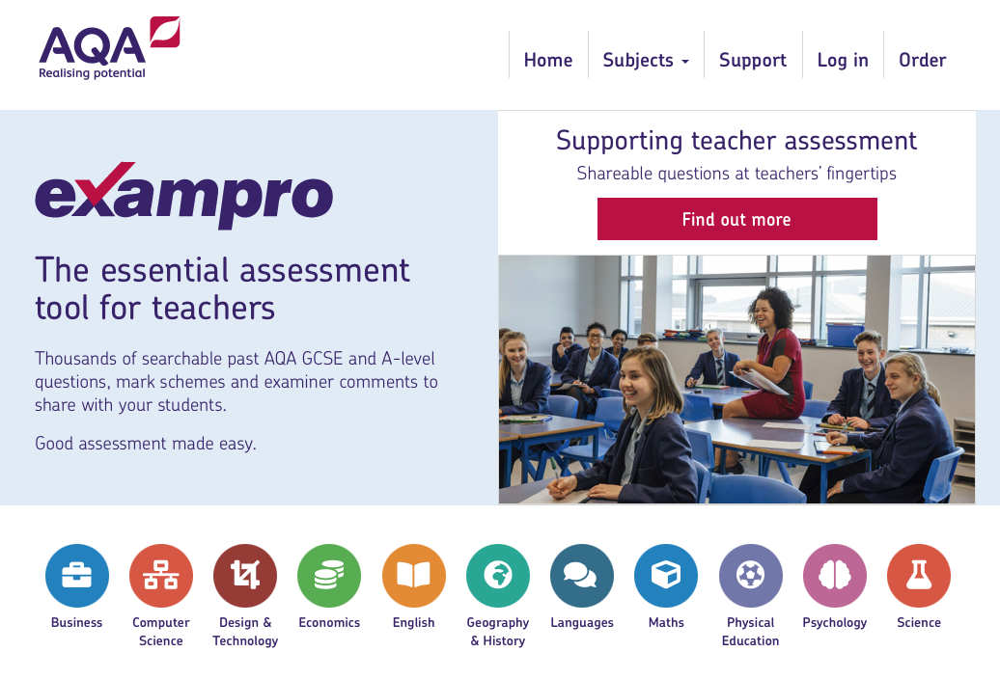 AQA
Realising potential
Home
Subjects
Support
Log in
Order
exampro
The essential assessment
tool for teachers
Thousands of searchable past AQA GCSE and A-level
questions, mark schemes and examiner comments to
share with your students.
Good assessment made easy.
Supporting teacher assessment
Shareable questions at teachers’ fingertips
Find out more
Business
Computer
Science
Design &
Technology
Economics
English
Geography
& History
Languages
Maths
Physical
Education
Psychology
Science